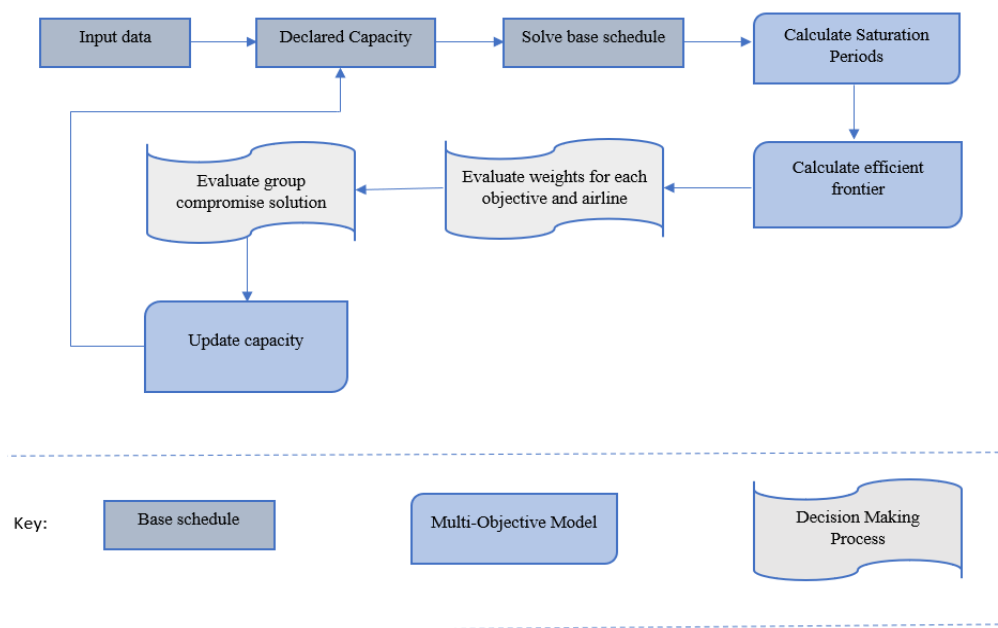 Input data
Declared Capacity
Solve base schedule
Calculate Saturation
Periods
Evaluate group
compromise solution
Evaluate weights for each
objective and airline
Calculate efficient
frontier
Update capacity
Key:
Base schedule
Multi-Objective Model
Decision Making
Process